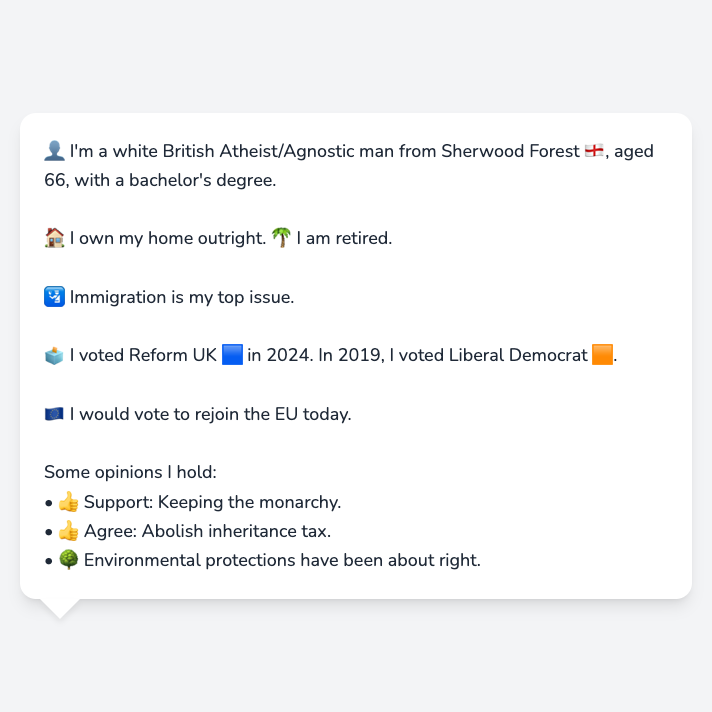 👤 I'm a white British Atheist/Agnostic man from Sherwood Forest 🏴󠁧󠁢󠁥󠁮󠁧󠁿, aged
66, with a bachelor's degree.
🏠 I own my home outright. 🌴 I am retired.
🛂 Immigration is my top issue.
🗳️ I voted Reform UK 🟦 in 2024. In 2019, I voted Liberal Democrat 🟧.
🇪🇺 I would vote to rejoin the EU today.
Some opinions I hold:
• 👍 Support: Keeping the monarchy.
• 👍 Agree: Abolish inheritance tax.
• 🌳 Environmental protections have been about right.